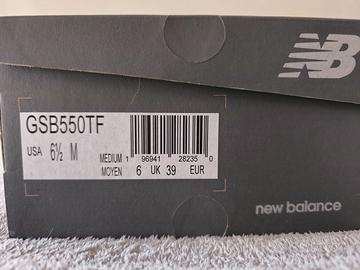 NB
GSB550TF
USA 6½ M
MEDIUM 1 96941 28235 0
MOYEN 6 UK 39 EUR
new balance